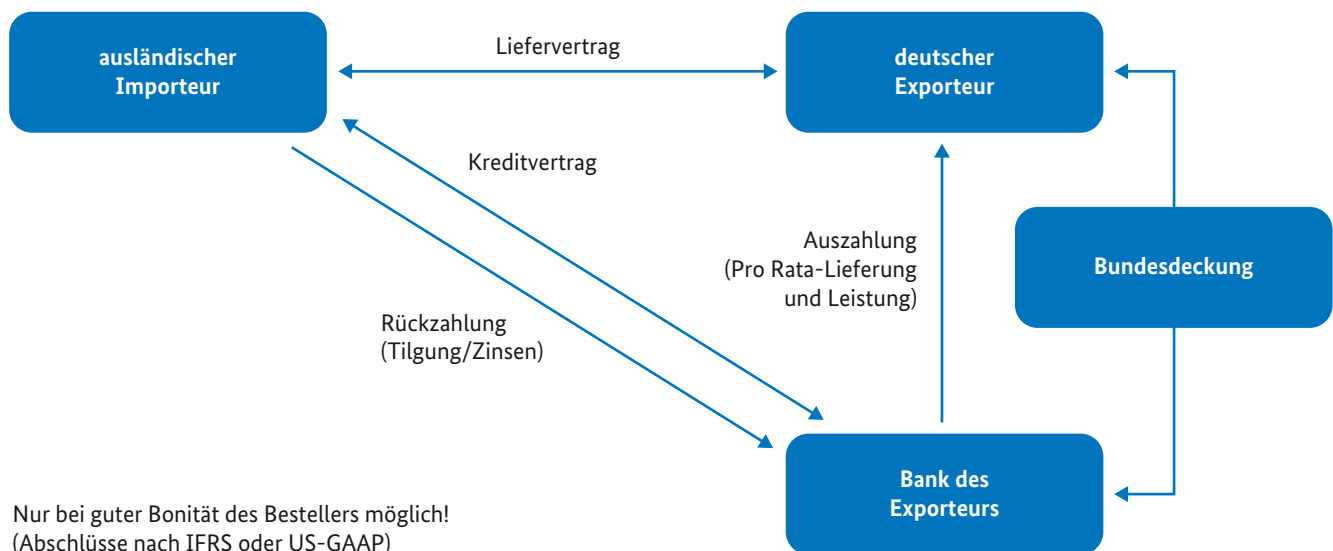 ausländischer
Importeur
Liefervertrag
deutscher
Exporteur
Kreditvertrag
Auszahlung
(Pro Rata-Lieferung
und Leistung)
Bundesdeckung
Rückzahlung
(Tilgung/Zinsen)
Bank des
Exporteurs
Nur bei guter Bonität des Bestellers möglich!
(Abschlüsse nach IFRS oder US-GAAP)